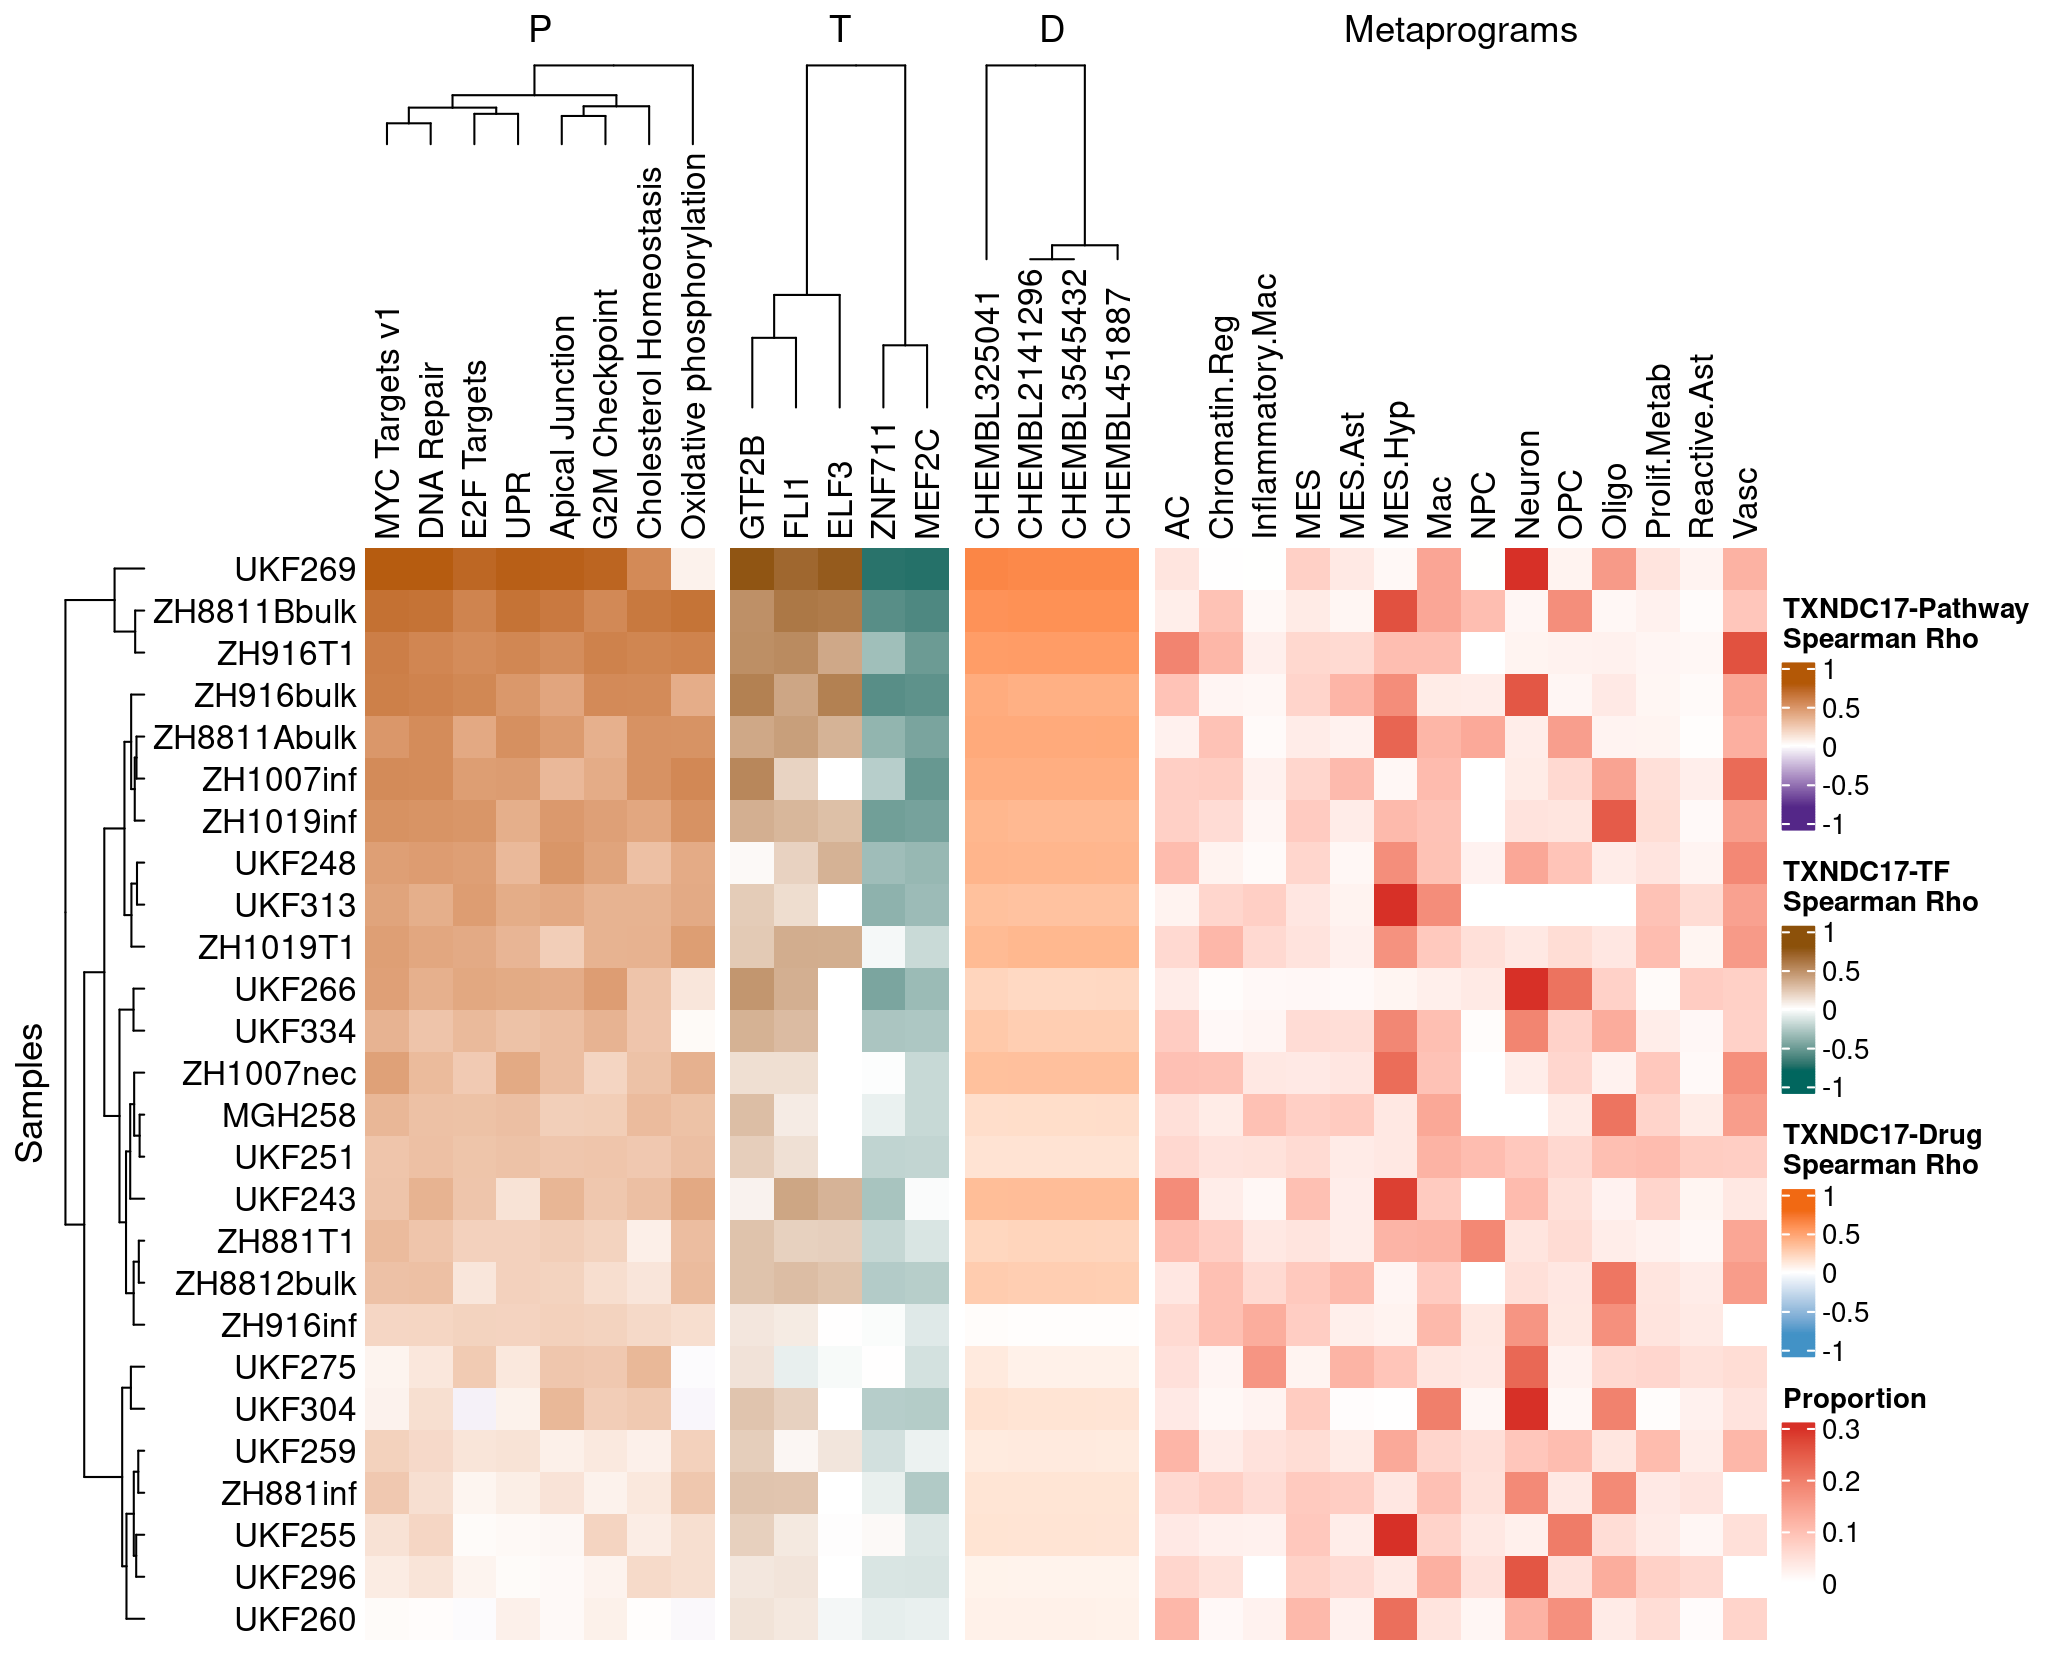 P T D Metaprograms
MYC Targets v1
DNA Repair
E2F Targets
UPR
Apical Junction
G2M Checkpoint
Cholesterol Homeostasis
Oxidative phosphorylation
GTF2B
FLI1
ELF3
ZNF711
MEF2C
CHEMBL325041
CHEMBL2141296
CHEMBL3545432
CHEMBL451887
AC
Chromatin.Reg
Inflammatory.Mac
MES
MES.Ast
MES.Hyp
Mac
NPC
Neuron
OPC
Oligo
Prolif.Metab
Reactive.Ast
Vasc
Samples
UKF269
ZH8811Bbulk
ZH916T1
ZH916bulk
ZH8811Abulk
ZH1007inf
ZH1019inf
UKF248
UKF313
ZH1019T1
UKF266
UKF334
ZH1007nec
MGH258
UKF251
UKF243
ZH881T1
ZH8812bulk
ZH916inf
UKF275
UKF304
UKF259
ZH881inf
UKF255
UKF296
UKF260
TXNDC17-Pathway
Spearman Rho
1
0.5
0
-0.5
-1
TXNDC17-TF
Spearman Rho
1
0.5
0
-0.5
-1
TXNDC17-Drug
Spearman Rho
1
0.5
0
-0.5
-1
Proportion
0.3
0.2
0.1
0